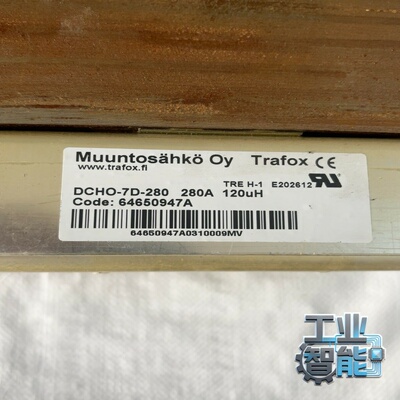 Muuntosähkö Oy Trafox CE
www.trafox.fi
TRE H-1 E202612 RU
DCHO-7D-280 280A 120uH
Code: 64650947A
64650947A0310009MV
工业
智能